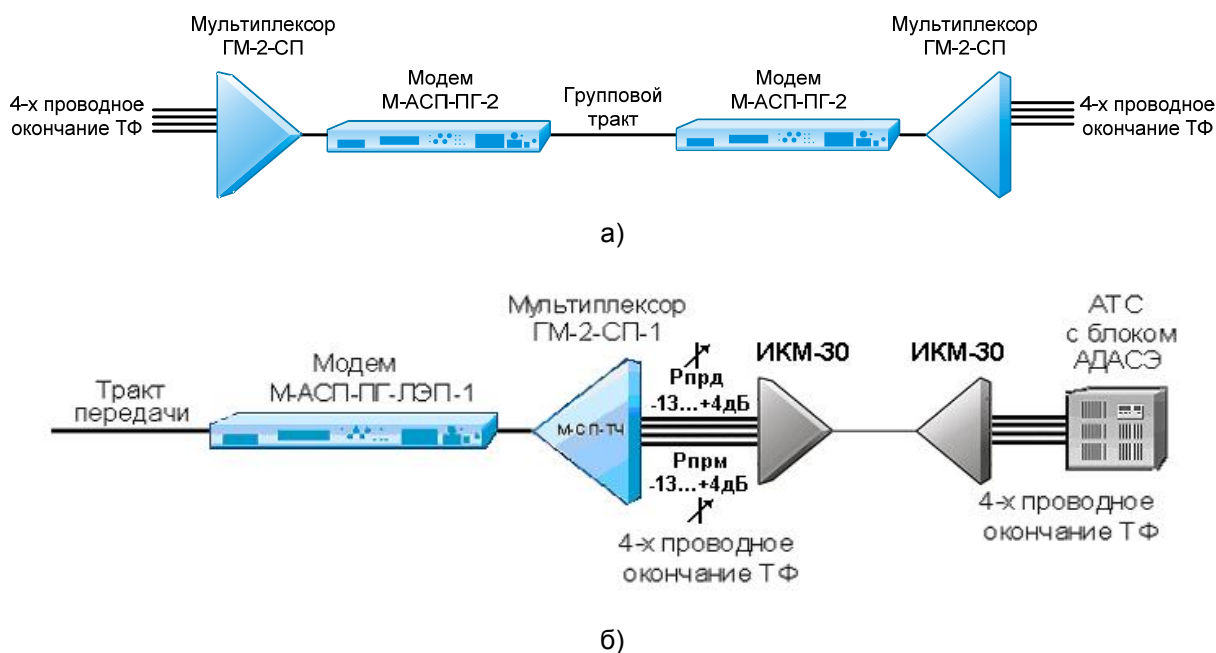 Мультиплексор
ГМ-2-СП
Мультиплексор
ГМ-2-СП
4-х проводное
окончание ТФ
Модем
М-АСП-ПГ-2
Групповой
тракт
Модем
М-АСП-ПГ-2
4-х проводное
окончание ТФ
а)
Тракт
передачи
Модем
М-АСП-ПГ-ЛЭП-1
Мультиплексор
ГМ-2-СП-1
М-СП-ТЧ
Рпрд
-13...+4дБ
Рпрм
-13...+4дБ
4-х проводное
окончание ТФ
ИКМ-30
ИКМ-30
АТС
с блоком
АДАСЭ
4-х проводное
окончание ТФ
б)